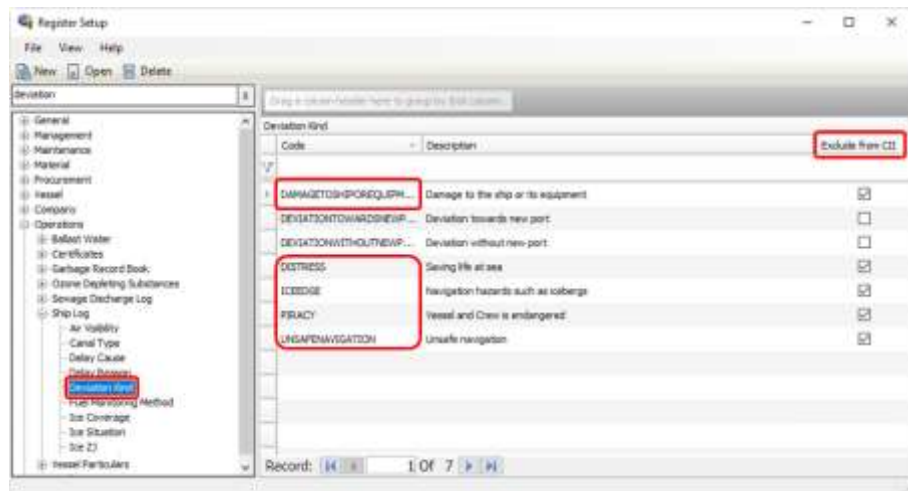 Register Setup
File View Help
New Open Delete
deviation x
Drag a column header here to group by that column.
General
Management
Maintenance
Material
Procurement
Vessel
Company
Operations
Ballast Water
Certificates
Garbage Record Book
Ozone Depleting Substances
Sewage Discharge Log
Ship Log
Air Visibility
Canal Type
Delay Cause
Delay Reason
Deviation Kind
Fuel Monitoring Method
Ice Coverage
Ice Situation
Ice ZJ
Vessel Particulars
Deviation Kind
Code Description Exclude from CII
DAMAGETOSHIPOREQUIPM... Damage to the ship or its equipment
DEVIATIONTOWARDSNEWP... Deviation towards new port
DEVIATIONWITHOUTNEWP... Deviation without new port
DISTRESS Saving life at sea
ICEEDGE Navigation hazards such as icebergs
PIRACY Vessel and Crew is endangered
UNSAFENAVIGATION Unsafe navigation
Record: 1 Of 7